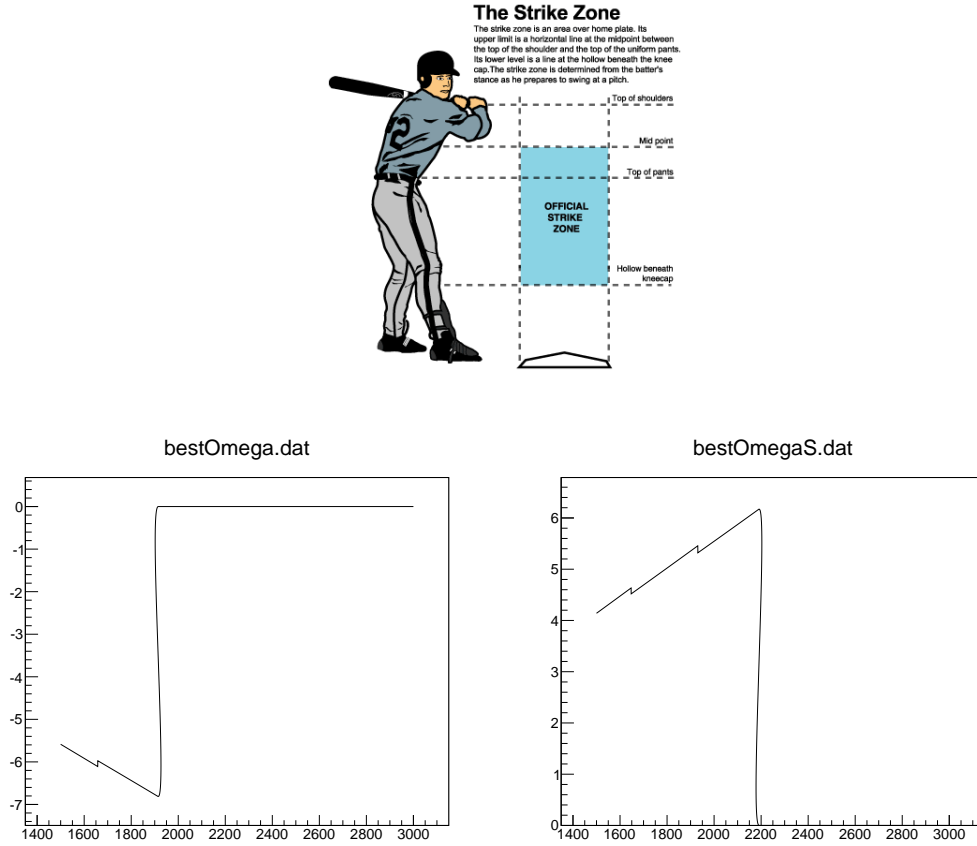 The Strike Zone
The strike zone is an area over home plate. Its
upper limit is a horizontal line at the midpoint between
the top of the shoulder and the top of the uniform pants.
Its lower level is a line at the hollow beneath the knee
cap.The strike zone is determined from the batter's
stance as he prepares to swing at a pitch.
Top of shoulders
Mid point
Top of pants
OFFICIAL
STRIKE
ZONE
Hollow beneath
kneecap
2
bestOmega.dat
0
-1
-2
-3
-4
-5
-6
-7
1400 1600 1800 2000 2200 2400 2600 2800 3000
bestOmegaS.dat
6
5
4
3
2
1
0
1400 1600 1800 2000 2200 2400 2600 2800 3000